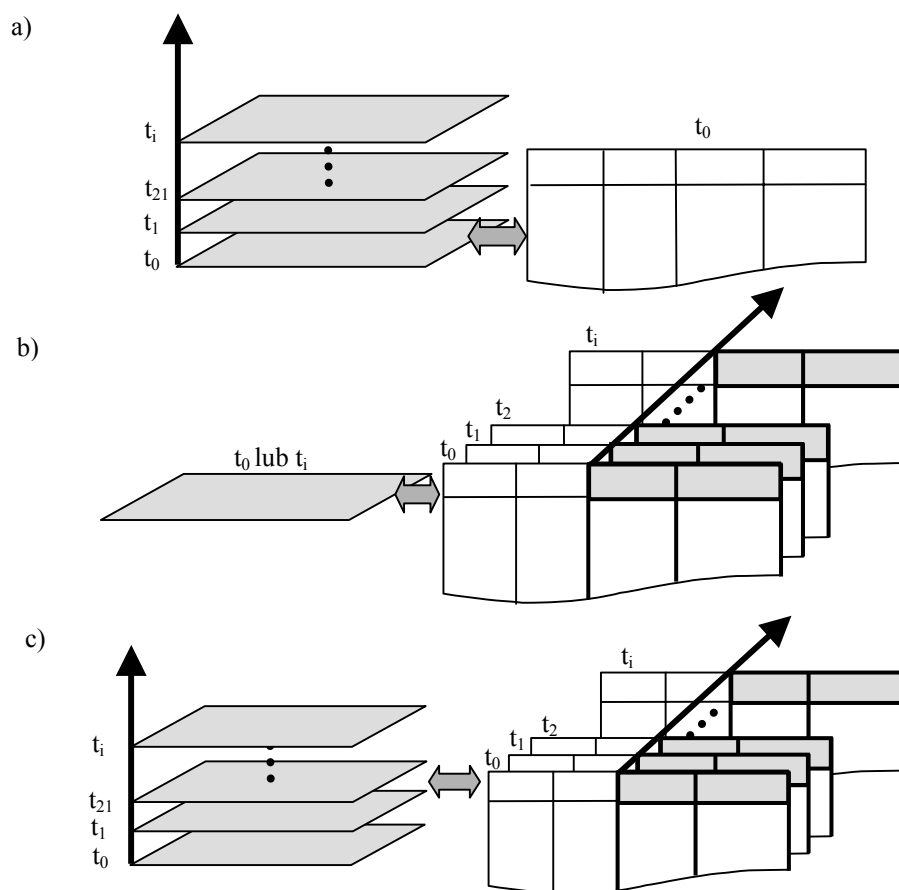 a)
tᵢ
t₂₁
t₁
t₀
t₀
b)
tᵢ
t₂
t₁
t₀
t₀ lub tᵢ
c)
tᵢ
t₂₁
t₁
t₀
tᵢ
t₂
t₁
t₀